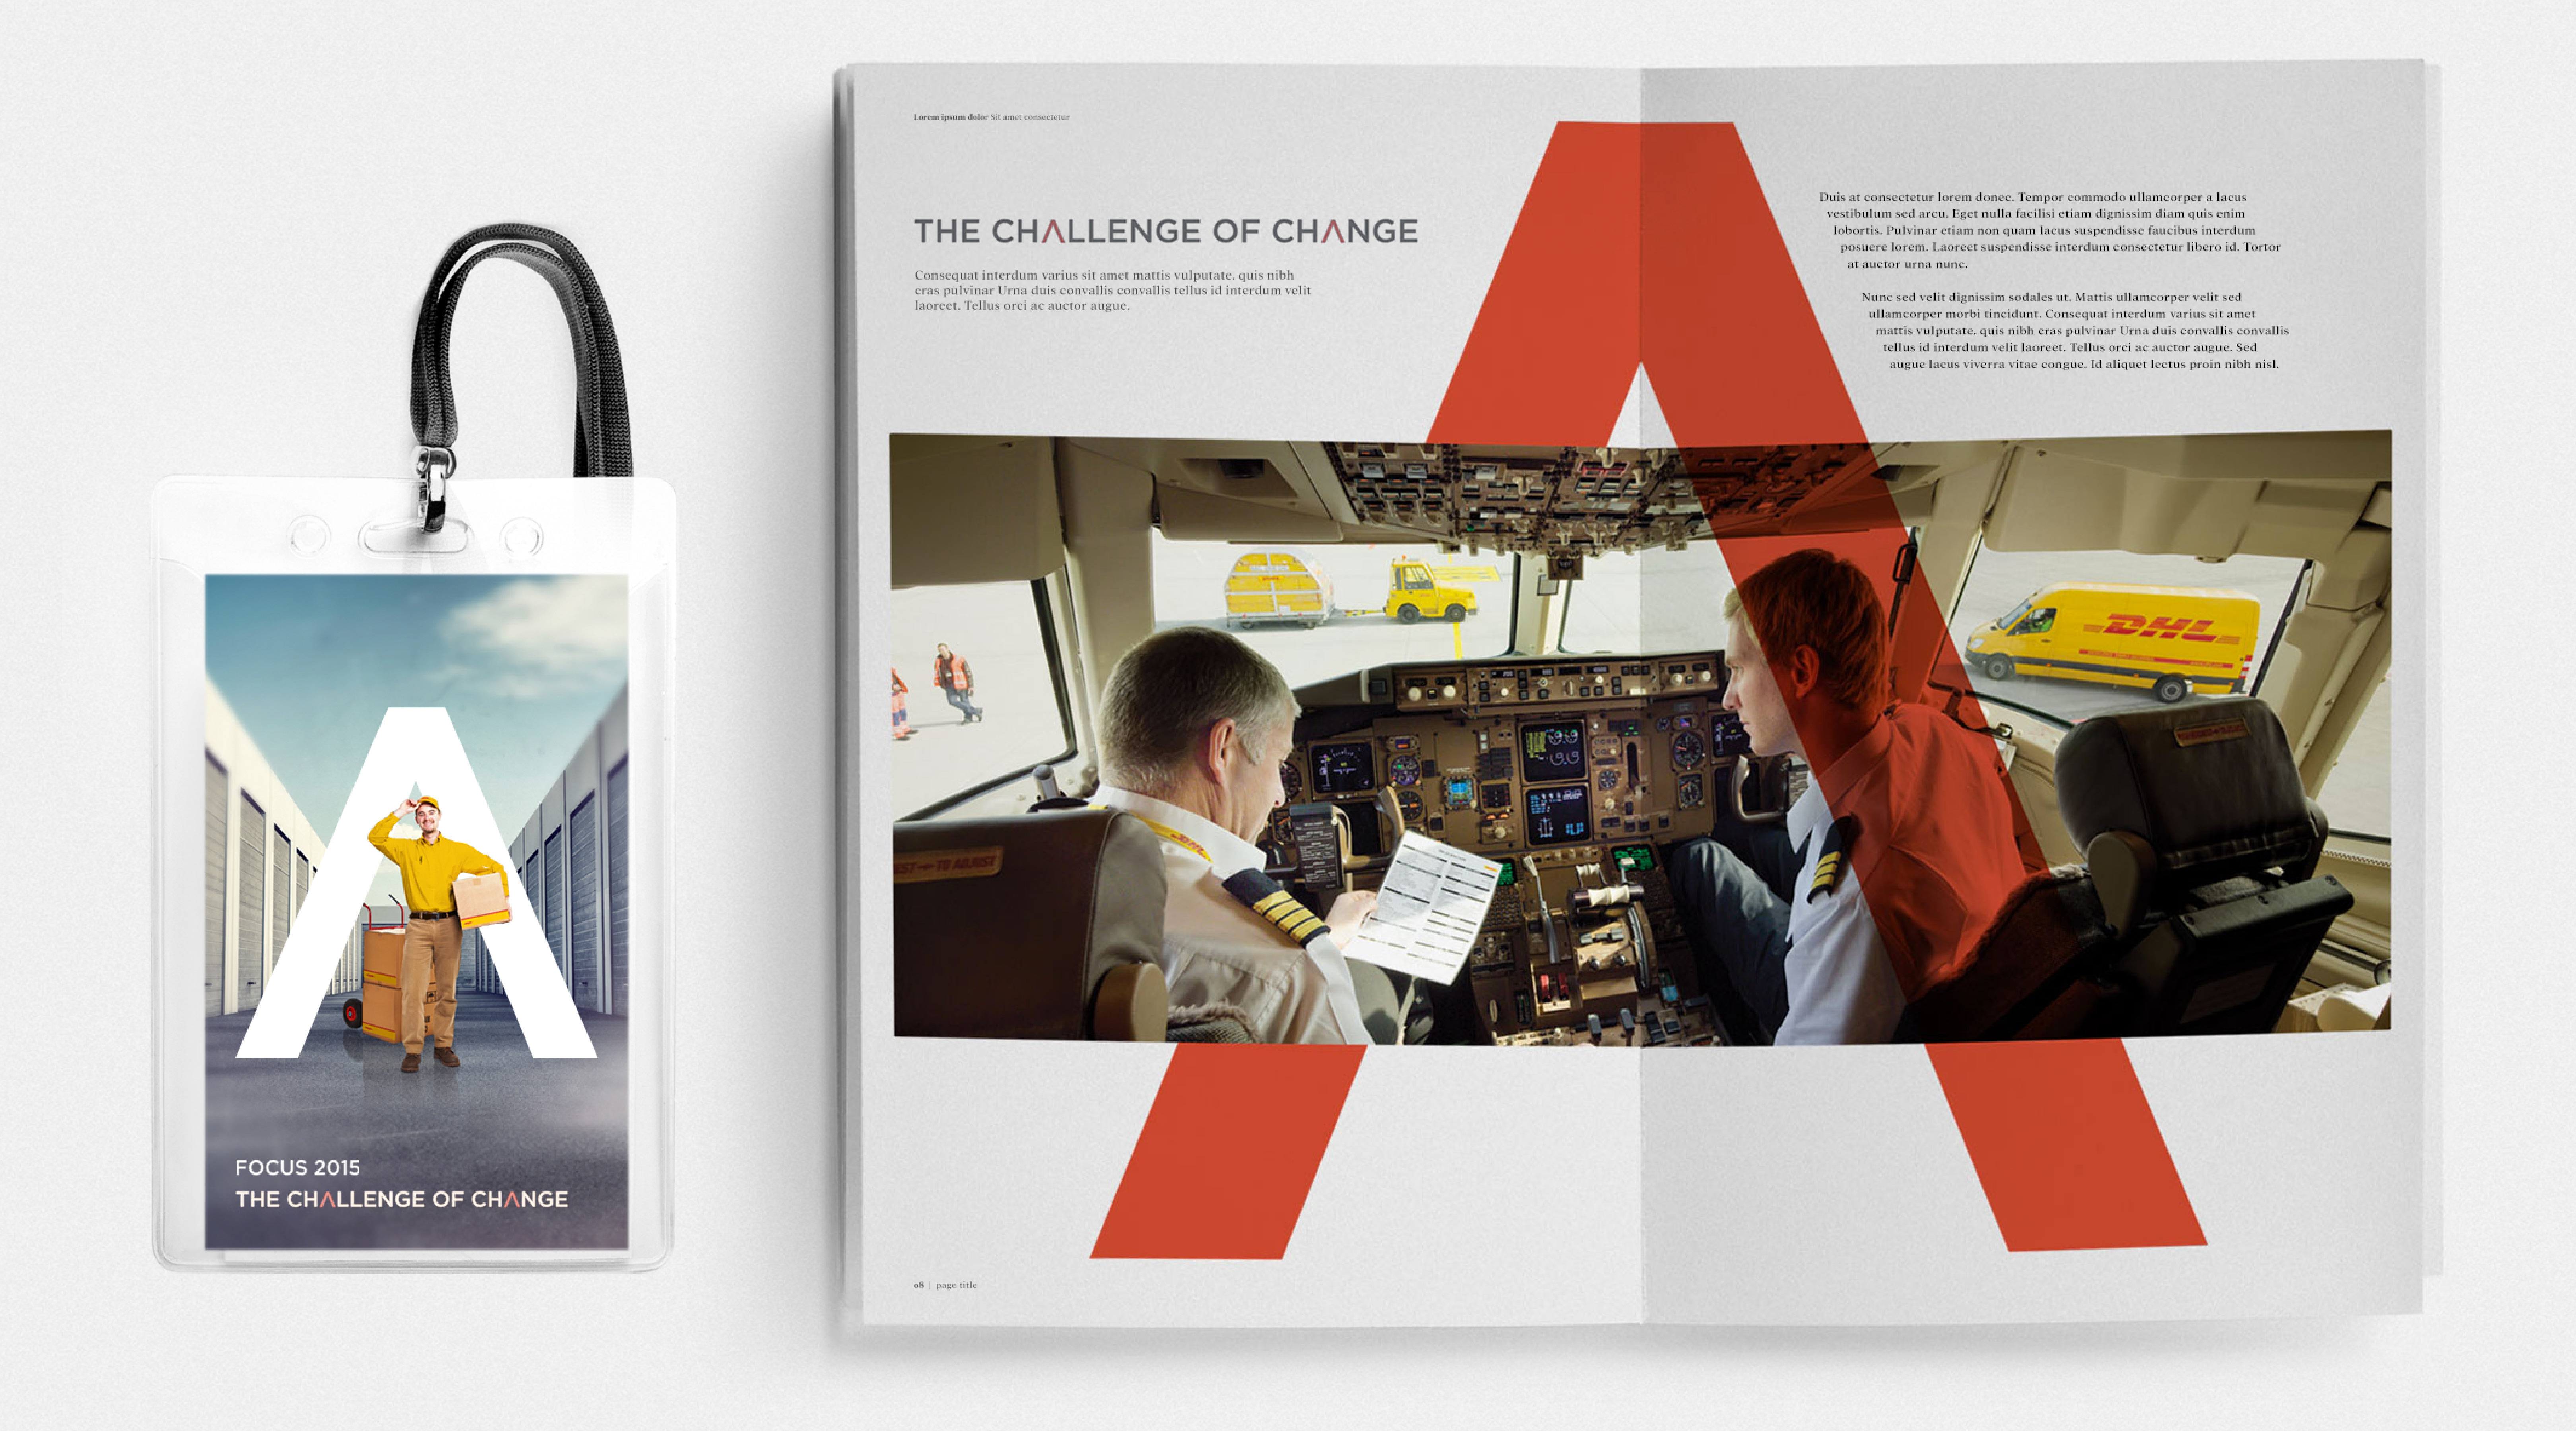 FOCUS 2015
THE CHΛLLENGE OF CHΛNGE
Lorem ipsum dolor Sit amet consectetur
THE CHΛLLENGE OF CHΛNGE
Consequat interdum varius sit amet mattis vulputate. quis nibh
cras pulvinar Urna duis convallis convallis tellus id interdum velit
laoreet. Tellus orci ac auctor augue.
Duis at consectetur lorem donec. Tempor commodo ullamcorper a lacus
vestibulum sed arcu. Eget nulla facilisi etiam dignissim diam quis enim
lobortis. Pulvinar etiam non quam lacus suspendisse faucibus interdum
posuere lorem. Laoreet suspendisse interdum consectetur libero id. Tortor
at auctor urna nunc.
Nunc sed velit dignissim sodales ut. Mattis ullamcorper velit sed
ullamcorper morbi tincidunt. Consequat interdum varius sit amet
mattis vulputate. quis nibh cras pulvinar Urna duis convallis convallis
tellus id interdum velit laoreet. Tellus orci ac auctor augue. Sed
augue lacus viverra vitae congue. Id aliquet lectus proin nibh nisl.
DHL
DHL
TO ADJUST
08 | page title